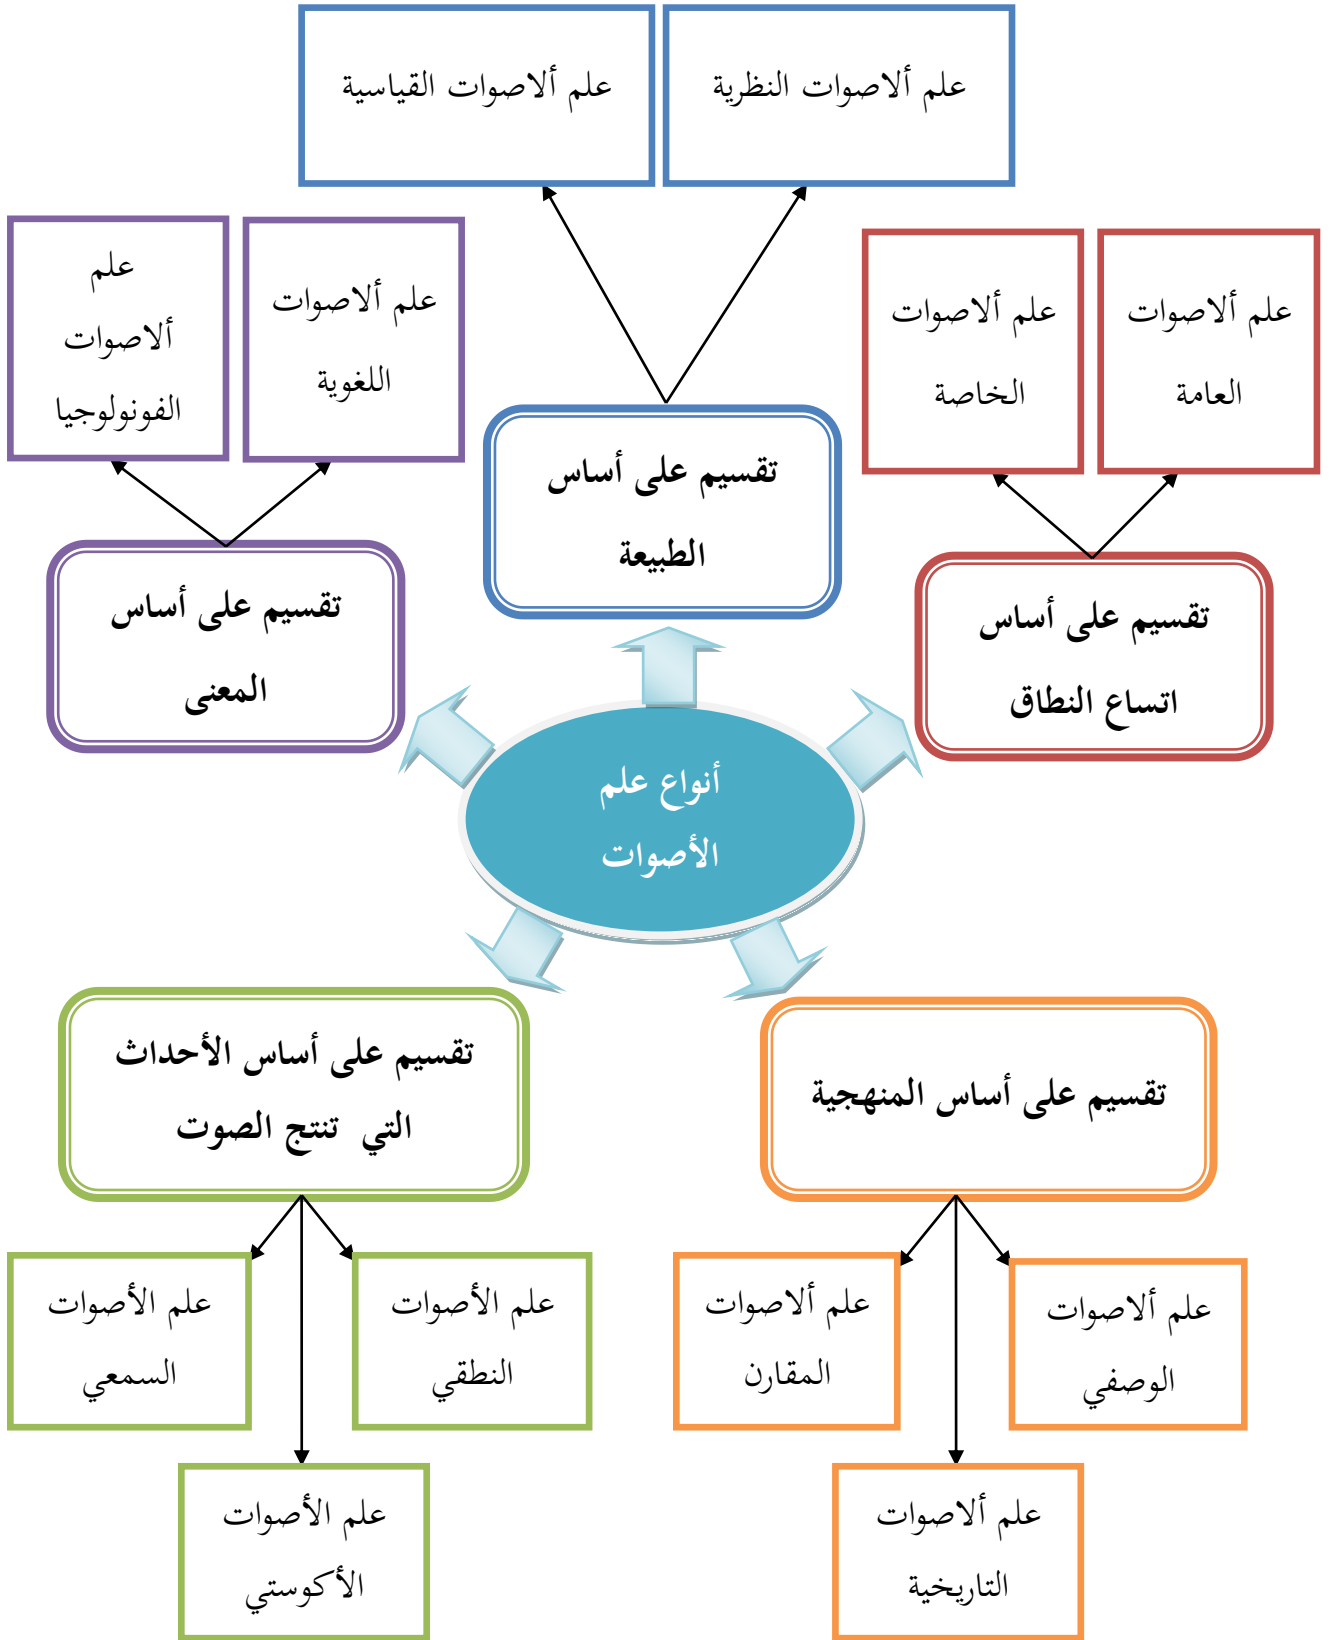 علم ألاصوات النظرية
علم ألاصوات القياسية
علم ألاصوات
العامة
علم ألاصوات
الخاصة
علم ألاصوات
اللغوية
علم
ألاصوات
الفونولوجيا
تقسيم على أساس
الطبيعة
تقسيم على أساس
اتساع النطاق
تقسيم على أساس
المعنى
أنواع علم
الأصوات
تقسيم على أساس المنهجية
تقسيم على أساس الأحداث
التي تنتج الصوت
علم ألاصوات
الوصفي
علم ألاصوات
المقارن
علم الأصوات
النطقي
علم الأصوات
السمعي
علم ألاصوات
التاريخية
علم الأصوات
الأكوستي